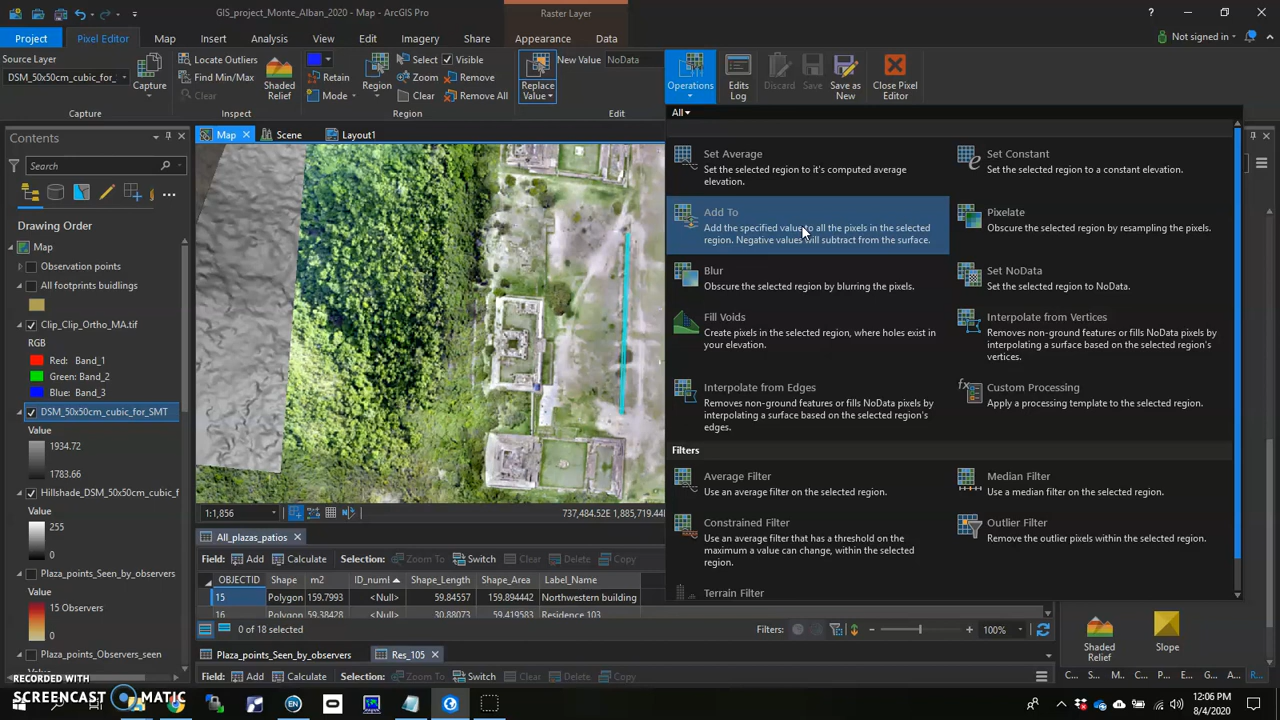 GIS_project_Monte_Alban_2020 - Map - ArcGIS Pro
Raster Layer
?
Project
Pixel Editor
Map
Insert
Analysis
View
Edit
Imagery
Share
Appearance
Data
Not signed in
Source Layer
DSM_50x50cm_cubic_for_
Capture
Locate Outliers
Find Min/Max
Clear
Shaded
Relief
Retain
Mode
Region
Select
Visible
Zoom
Remove
Clear
Remove All
Replace
Value
New Value
NoData
Operations
Edits
Log
Discard
Save
Save as
New
Close Pixel
Editor
Capture
Region
Edit
All
Contents
Search
Drawing Order
Map
Observation points
All footprints buidlings
Clip_Clip_Ortho_MA.tif
RGB
Red: Band_1
Green: Band_2
Blue: Band_3
DSM_50x50cm_cubic_for_SMT
Value
1934.72
1783.66
Hillshade_DSM_50x50cm_cubic_f
Value
255
0
Plaza_points_Seen_by_observers
Value
15 Observers
0
Plaza_points_Observers_seen
Map
Scene
Layout1
Set Average
Set the selected region to it's computed average
elevation.
Set Constant
Set the selected region to a constant elevation.
Add To
Add the specified value to all the pixels in the selected
region. Negative values will subtract from the surface.
Pixelate
Obscure the selected region by resampling the pixels.
Blur
Obscure the selected region by blurring the pixels.
Set NoData
Set the selected region to NoData.
Fill Voids
Create pixels in the selected region, where holes exist in
your elevation.
Interpolate from Vertices
Removes non-ground features or fills NoData pixels by
interpolating a surface based on the selected region's
vertices.
Interpolate from Edges
Removes non-ground features or fills NoData pixels by
interpolating a surface based on the selected region's
edges.
Custom Processing
Apply a processing template to the selected region.
Filters
Average Filter
Use an average filter on the selected region.
Median Filter
Use a median filter on the selected region.
Constrained Filter
Use an average filter that has a threshold on the
maximum a value can change, within the selected
region.
Outlier Filter
Remove the outlier pixels within the selected region.
Terrain Filter
1:1,856
737,484.52E 1,885,719.44
All_plazas_patios
Field: Add Calculate Selection: Zoom To Switch Clear Delete Copy
OBJECTID Shape m2 ID_numl Shape_Length Shape_Area Label_Name
15 Polygon 159.7993 <Null> 59.84557 159.894442 Northwestern building
16 Polygon 59.38428 <Null> 30.88073 59.419583 Residence 103
0 of 18 selected
Filters:
100%
Plaza_points_Seen_by_observers
Res_105
Field: Add Calculate Selection: Zoom To Switch Clear Delete Copy
Shaded
Relief
Slope
C... S... M...
RECORDED WITH
SCREENCAST MATIC
EN
12:06 PM
8/4/2020